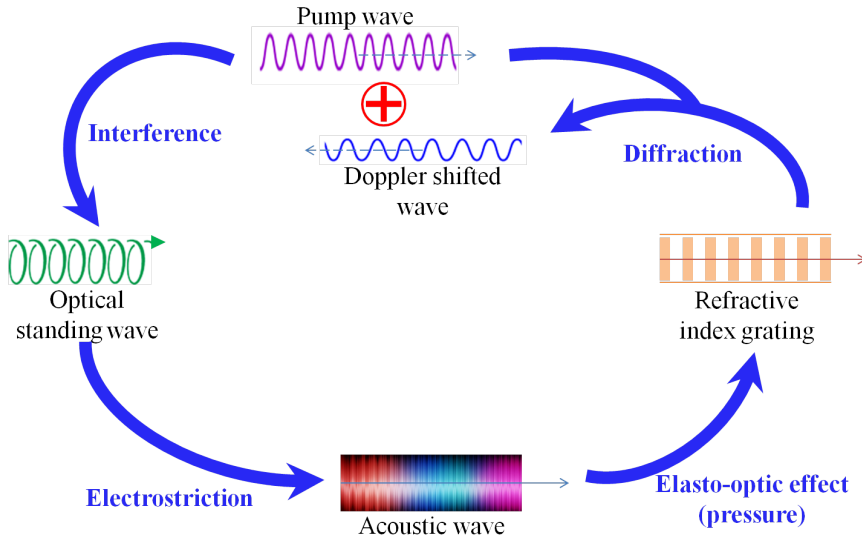 Pump wave
Interference
Doppler shifted
wave
Diffraction
Optical
standing wave
Refractive
index grating
Electrostriction
Acoustic wave
Elasto-optic effect
(pressure)